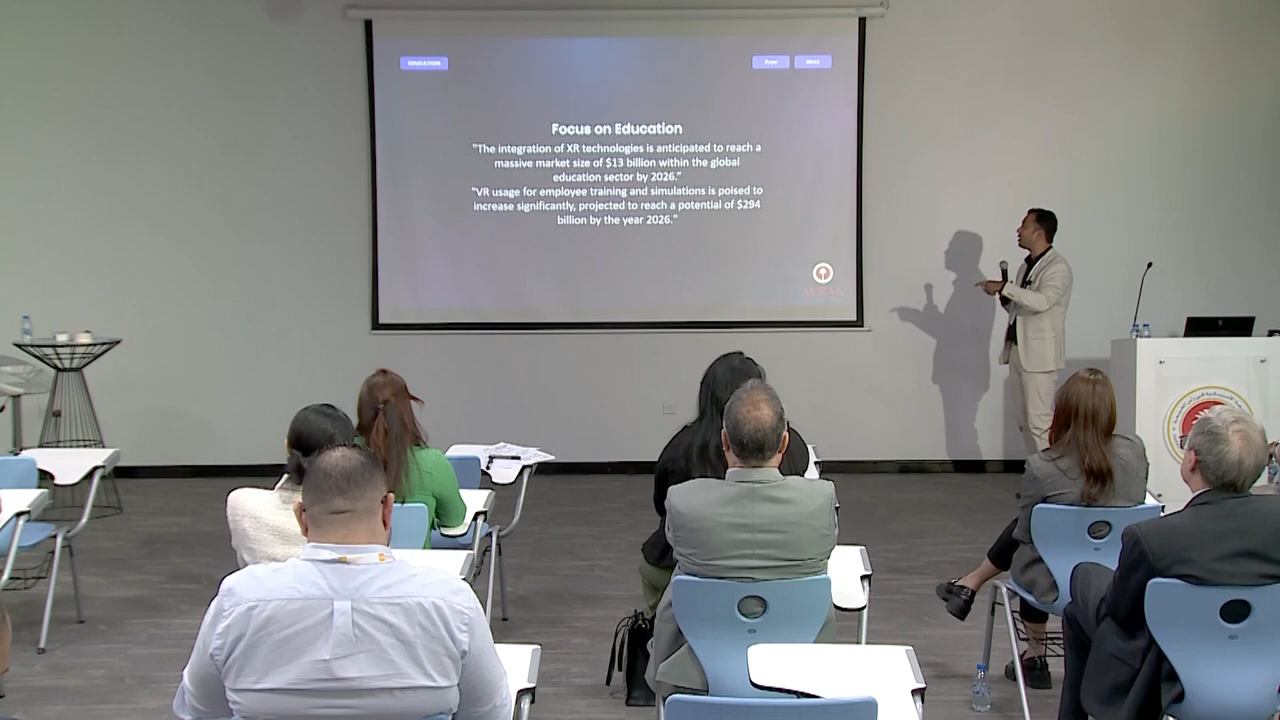 EDUCATION
Prev
Next
Focus on Education
"The integration of XR technologies is anticipated to reach a
massive market size of $13 billion within the global
education sector by 2026."
"VR usage for employee training and simulations is poised to
increase significantly, projected to reach a potential of $294
billion by the year 2026."